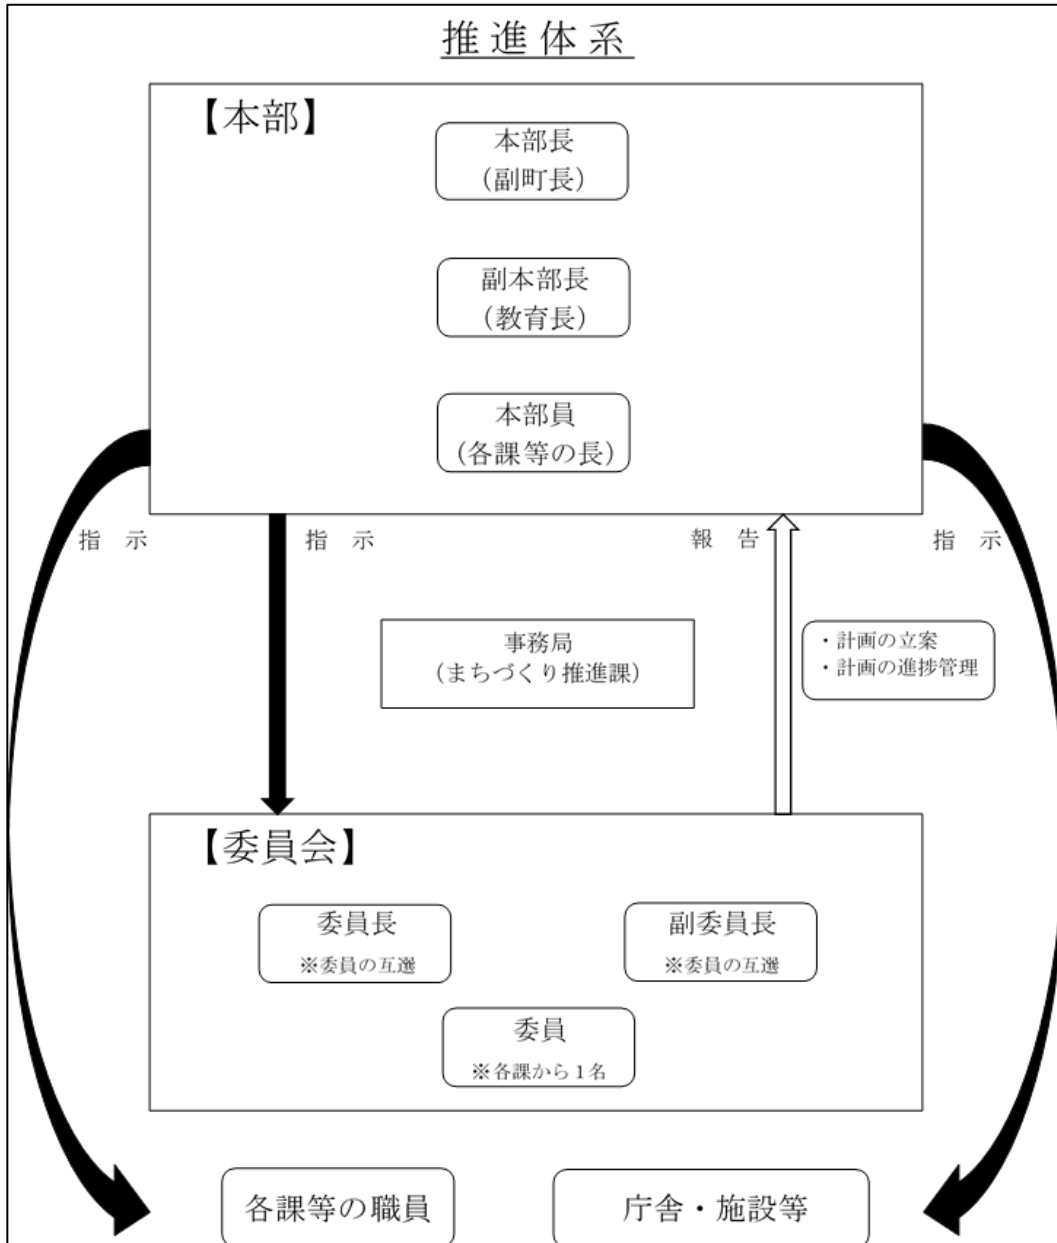 推進体系
【本部】
本部長
（副町長）
副本部長
（教育長）
本部員
（各課等の長）
指　示
指　示
報　告
指　示
事務局
（まちづくり推進課）
・計画の立案
・計画の進捗管理
【委員会】
委員長
※委員の互選
副委員長
※委員の互選
委員
※各課から１名
各課等の職員
庁舎・施設等